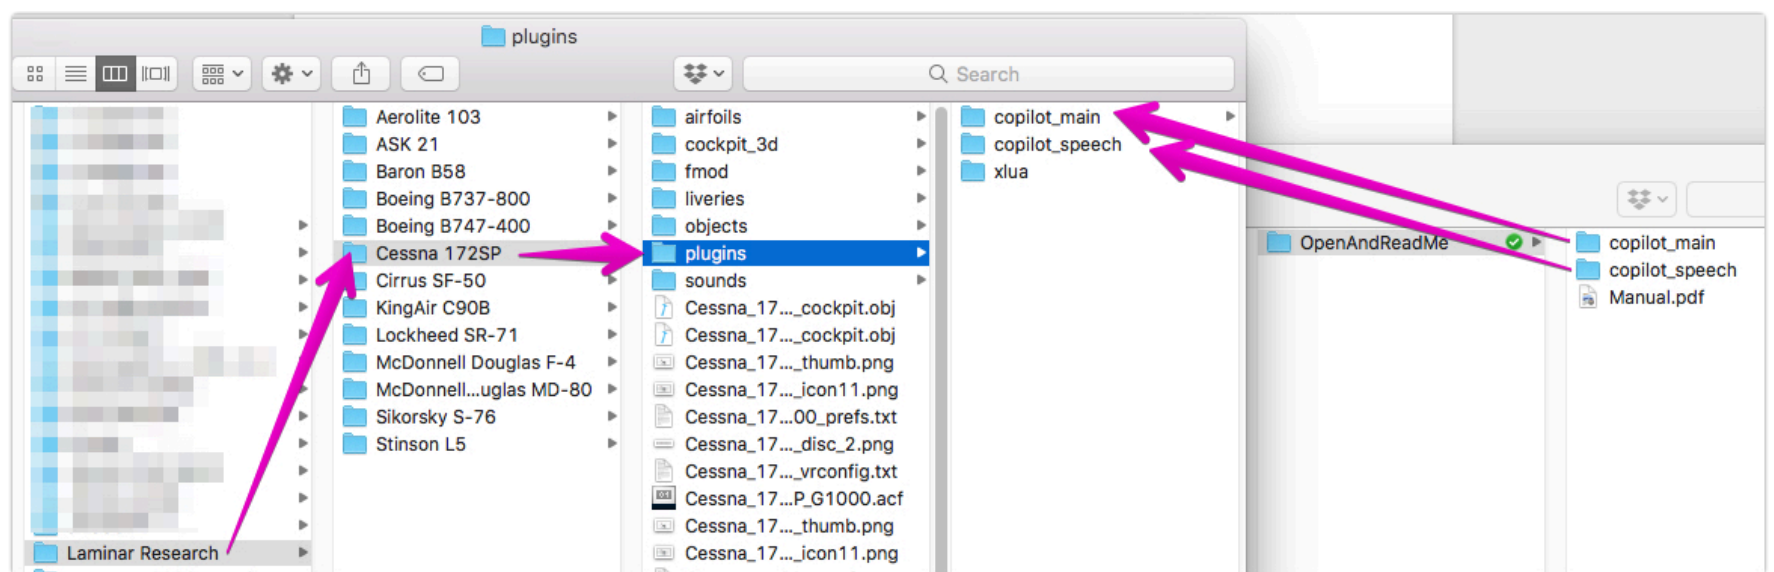 plugins
Search
Laminar Research
Aerolite 103
ASK 21
Baron B58
Boeing B737-800
Boeing B747-400
Cessna 172SP
Cirrus SF-50
KingAir C90B
Lockheed SR-71
McDonnell Douglas F-4
McDonnell...uglas MD-80
Sikorsky S-76
Stinson L5
airfoils
cockpit_3d
fmod
liveries
objects
plugins
sounds
Cessna_17..._cockpit.obj
Cessna_17..._cockpit.obj
Cessna_17..._thumb.png
Cessna_17..._icon11.png
Cessna_17...00_prefs.txt
Cessna_17..._disc_2.png
Cessna_17..._vrconfig.txt
Cessna_17...P_G1000.acf
Cessna_17..._thumb.png
Cessna_17..._icon11.png
copilot_main
copilot_speech
xlua
OpenAndReadMe
copilot_main
copilot_speech
Manual.pdf